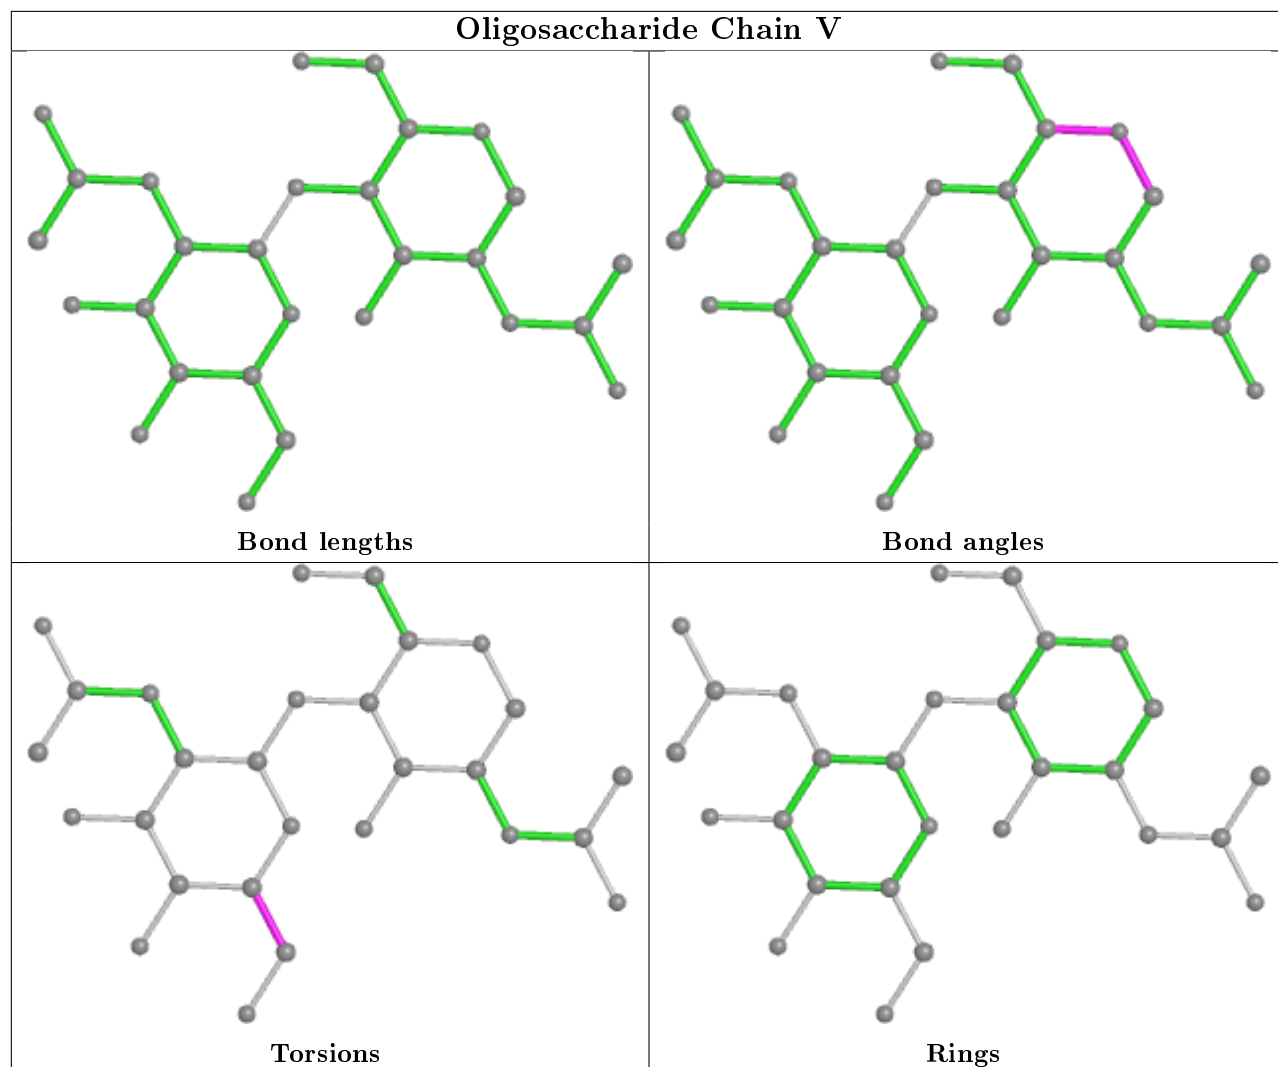 Oligosaccharide Chain V
Bond lengths
Bond angles
Torsions
Rings